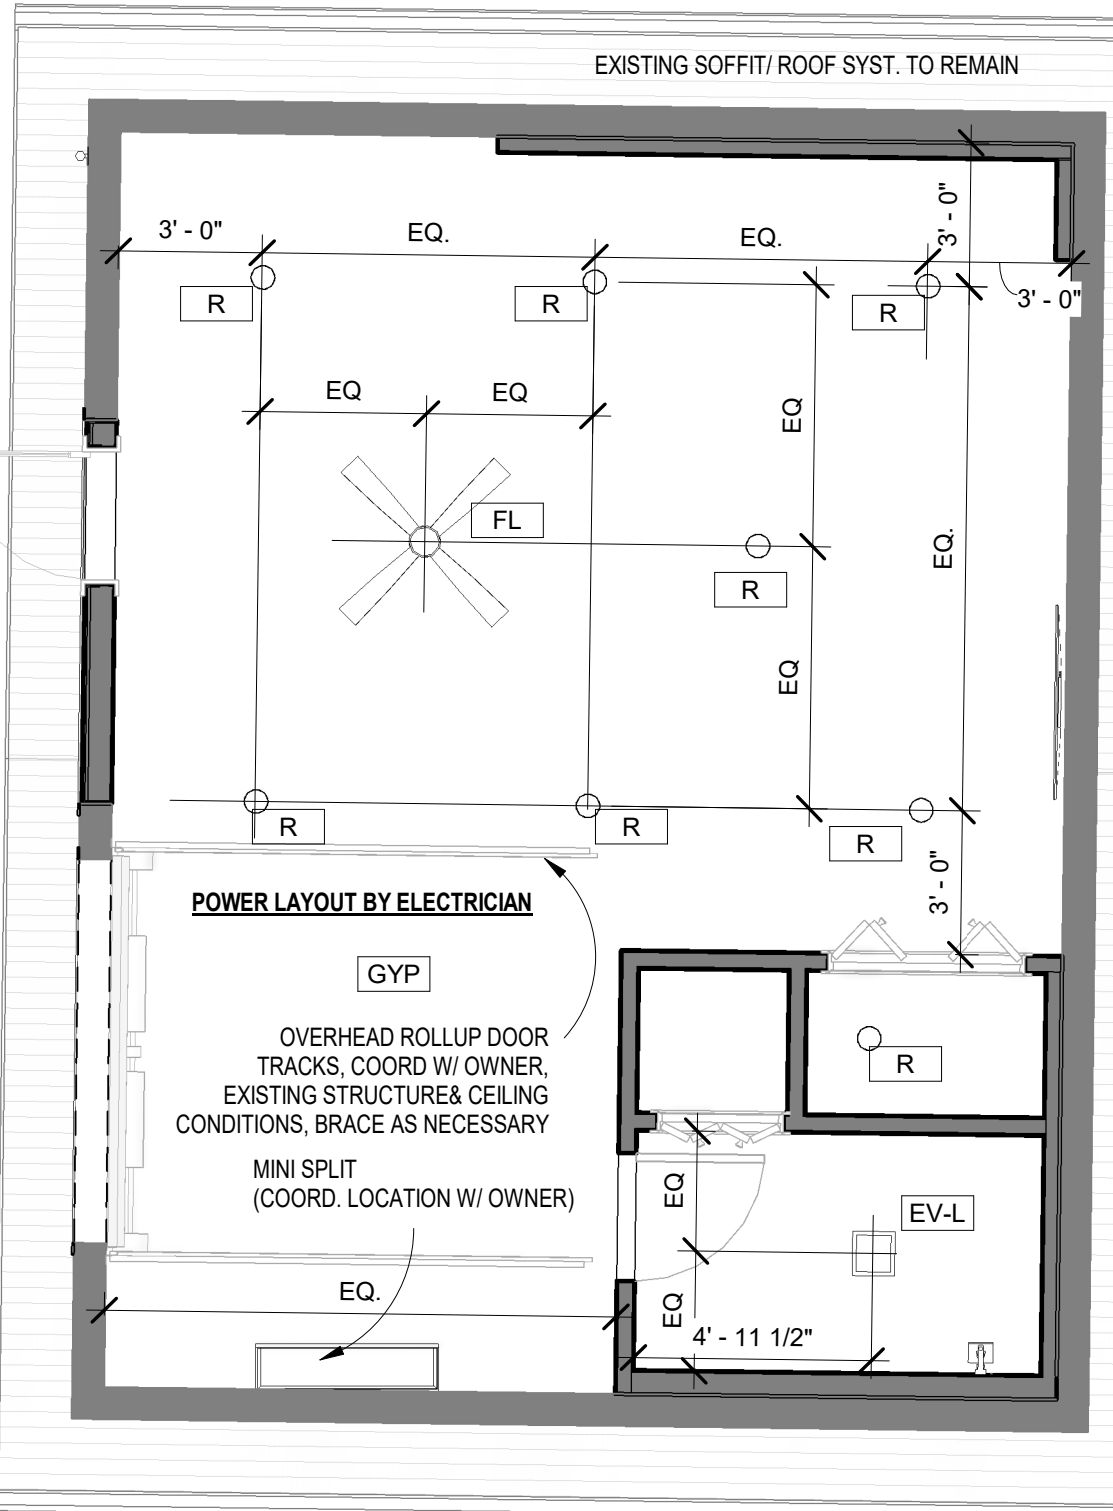 EXISTING SOFFIT/ ROOF SYST. TO REMAIN
3' - 0"
EQ.
EQ.
3' - 0"
3' - 0"
R
R
R
EQ
EQ
EQ
FL
EQ.
R
EQ
R
R
R
3' - 0"
POWER LAYOUT BY ELECTRICIAN
GYP
OVERHEAD ROLLUP DOOR
TRACKS, COORD W/ OWNER,
EXISTING STRUCTURE& CEILING
CONDITIONS, BRACE AS NECESSARY
R
MINI SPLIT
(COORD. LOCATION W/ OWNER)
EQ
EV-L
EQ.
EQ
4' - 11 1/2"